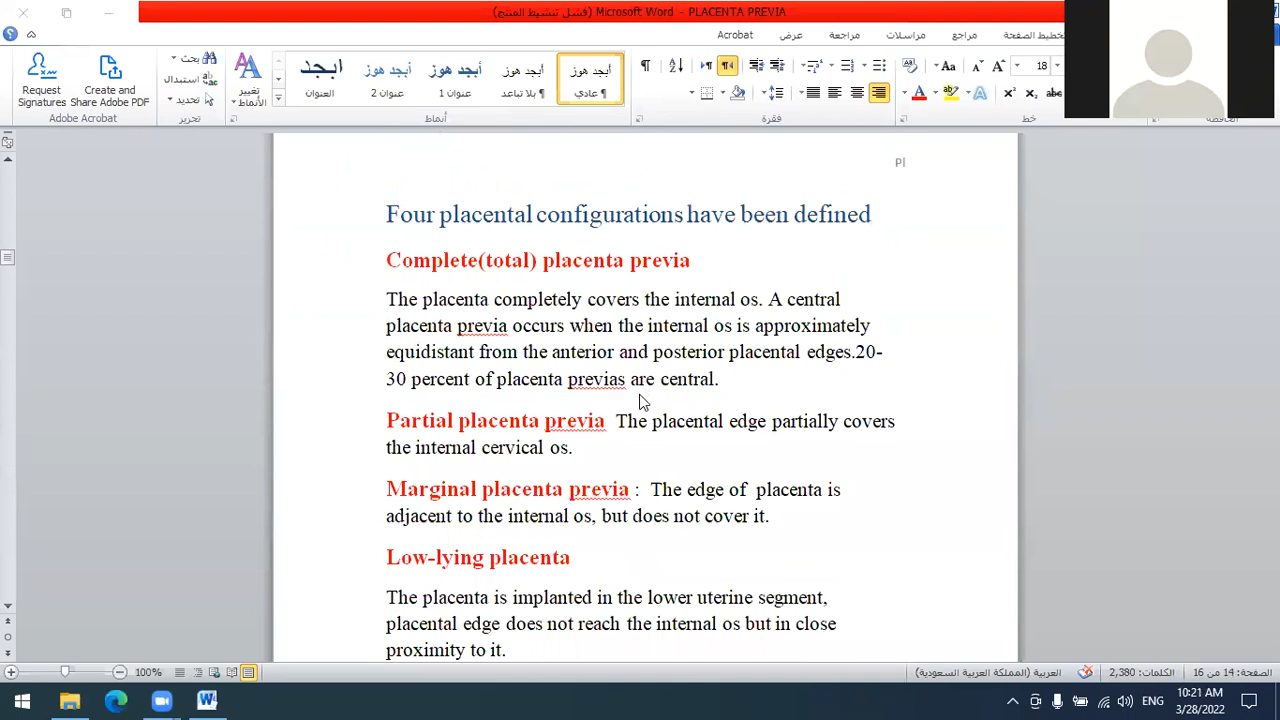 Microsoft Word - PLACENTA PREVIA (فشل تنشيط المنتج)
تخطيط الصفحة مراجع مراسلات مراجعة عرض Acrobat
Request Signatures
Create and Share Adobe PDF
Adobe Acrobat
بحث
استبدال
تحديد
تحرير
تغيير الأنماط
أبجد هوز
¶ عادي
أبجد هوز
¶ بلا تباعد
أبجد هوز
عنوان 1
أبجد هوز
عنوان 2
ابجد
العنوان
أنماط
فقرة
18
Aa
abc
خط
Pl
Four placental configurations have been defined
Complete(total) placenta previa
The placenta completely covers the internal os. A central
placenta previa occurs when the internal os is approximately
equidistant from the anterior and posterior placental edges.20-
30 percent of placenta previas are central.
Partial placenta previa The placental edge partially covers
the internal cervical os.
Marginal placenta previa : The edge of placenta is
adjacent to the internal os, but does not cover it.
Low-lying placenta
The placenta is implanted in the lower uterine segment,
placental edge does not reach the internal os but in close
proximity to it.
100%
العربية (المملكة العربية السعودية)
الكلمات: 2,380
الصفحة: 14 من 16
ENG
10:21 AM
3/28/2022